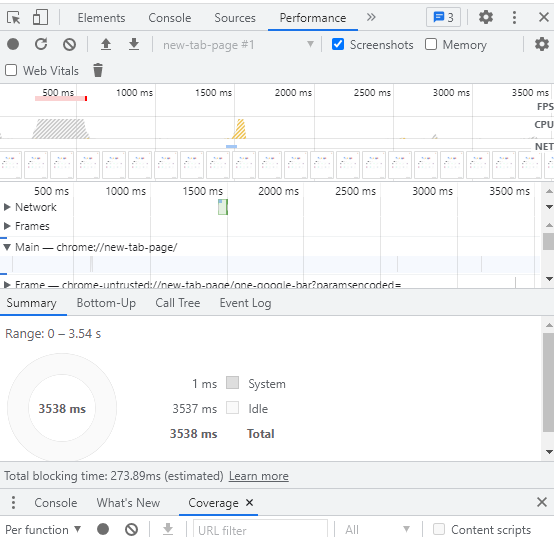 Elements Console Sources Performance 3
new-tab-page #1 Screenshots Memory
Web Vitals
500 ms 1000 ms 1500 ms 2000 ms 2500 ms 3000 ms 3500 ms
FPS
CPU
NET
500 ms 1000 ms 1500 ms 2000 ms 2500 ms 3000 ms 3500 ms
Network
Frames
Main — chrome://new-tab-page/
Frame — chrome-untrusted://new-tab-page/one-google-bar?paramsencoded=
Summary Bottom-Up Call Tree Event Log
Range: 0 – 3.54 s
1 ms System
3538 ms 3537 ms Idle
3538 ms Total
Total blocking time: 273.89ms (estimated) Learn more
Console What's New Coverage
Per function URL filter All Content scripts